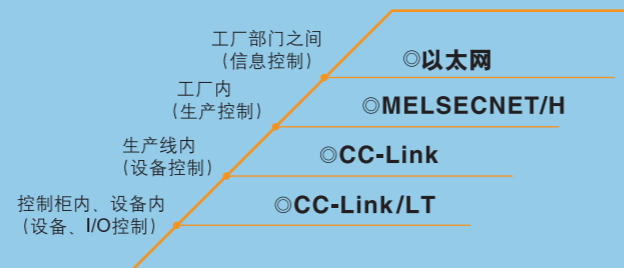 工厂部门之间
（信息控制）
◎以太网
工厂内
（生产控制）
◎MELSECNET/H
生产线内
（设备控制）
◎CC-Link
控制柜内、设备内
（设备、I/O控制）
◎CC-Link/LT